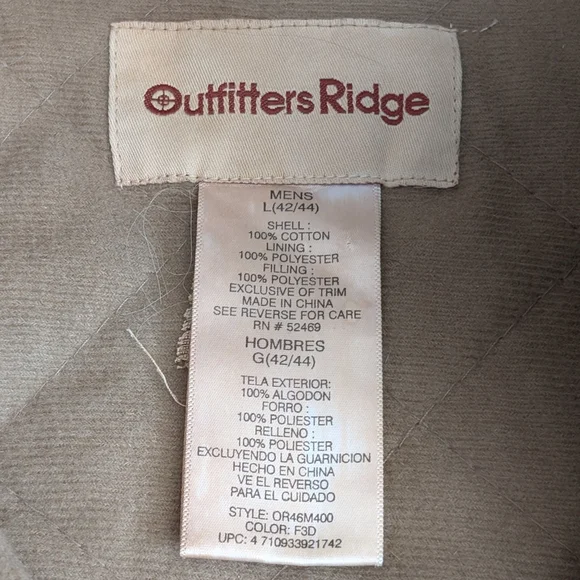 Outfitters Ridge
MENS
L(42/44)
SHELL :
100% COTTON
LINING :
100% POLYESTER
FILLING :
100% POLYESTER
EXCLUSIVE OF TRIM
MADE IN CHINA
SEE REVERSE FOR CARE
RN # 52469
HOMBRES
G(42/44)
TELA EXTERIOR:
100% ALGODON
FORRO :
100% POLIESTER
RELLENO :
100% POLIESTER
EXCLUYENDO LA GUARNICION
HECHO EN CHINA
VE EL REVERSO
PARA EL CUIDADO
STYLE: OR46M400
COLOR: F3D
UPC: 4 710933921742